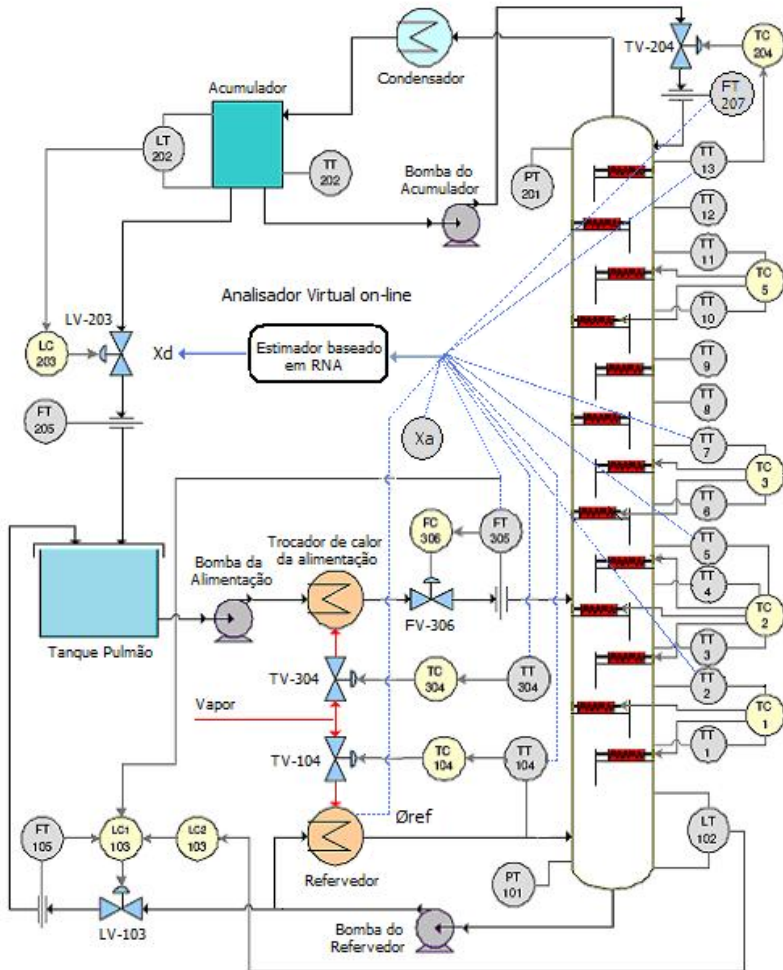 TV-204
TC
204
Condensador
Acumulador
FT
207
LT
202
TT
202
Bomba do
Acumulador
PT
201
TT
13
TT
12
TT
11
TC
5
TT
10
LV-203
Analisador Virtual on-line
LC
203
Xd
Estimador baseado
em RNA
TT
9
TT
8
FT
205
Xa
TT
7
TC
3
TT
6
Bomba da
Alimentação
Trocador de calor
da alimentação
FC
306
FT
305
TT
5
TT
4
TC
2
Tanque Pulmão
FV-306
TT
3
TV-304
TC
304
TT
304
TT
2
Vapor
TC
1
TV-104
TC
104
TT
104
TT
1
FT
105
LC1
103
LC2
103
Øref
LT
102
Refervedor
PT
101
LV-103
Bomba do
Refervedor